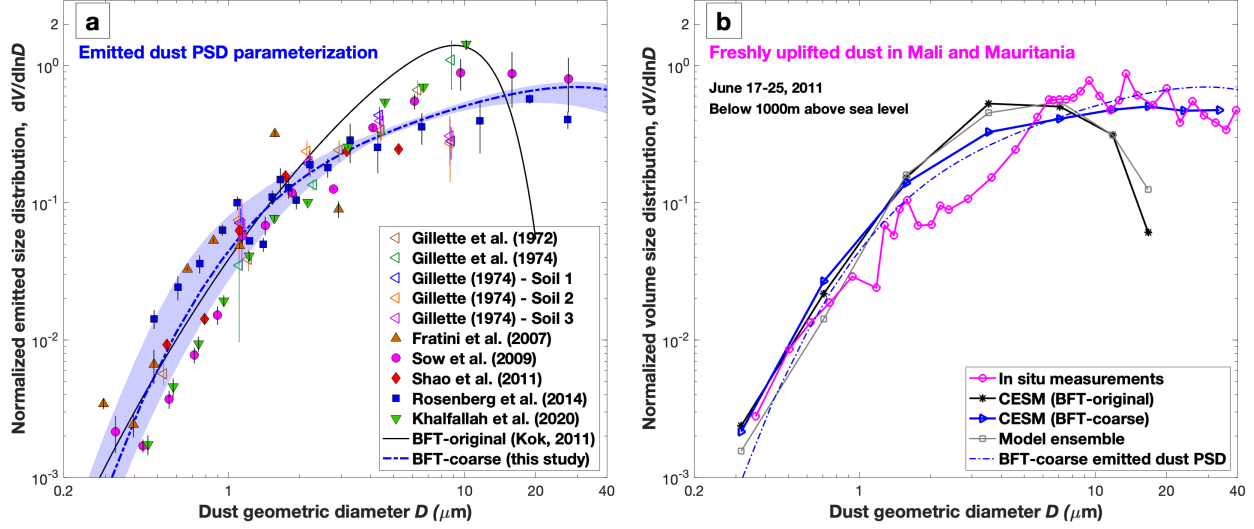 a
Emitted dust PSD parameterization
Normalized emitted size distribution, dV/dlnD
2
10⁰
10⁻¹
10⁻²
10⁻³
0.2
1
2
10
20
40
Dust geometric diameter D (μm)
Gillette et al. (1972)
Gillette et al. (1974)
Gillette (1974) - Soil 1
Gillette (1974) - Soil 2
Gillette (1974) - Soil 3
Fratini et al. (2007)
Sow et al. (2009)
Shao et al. (2011)
Rosenberg et al. (2014)
Khalfallah et al. (2020)
BFT-original (Kok, 2011)
BFT-coarse (this study)
b
Freshly uplifted dust in Mali and Mauritania
June 17-25, 2011
Below 1000m above sea level
Normalized volume size distribution, dV/dlnD
2
10⁰
10⁻¹
10⁻²
10⁻³
0.2
1
2
10
20
40
Dust geometric diameter D (μm)
In situ measurements
CESM (BFT-original)
CESM (BFT-coarse)
Model ensemble
BFT-coarse emitted dust PSD